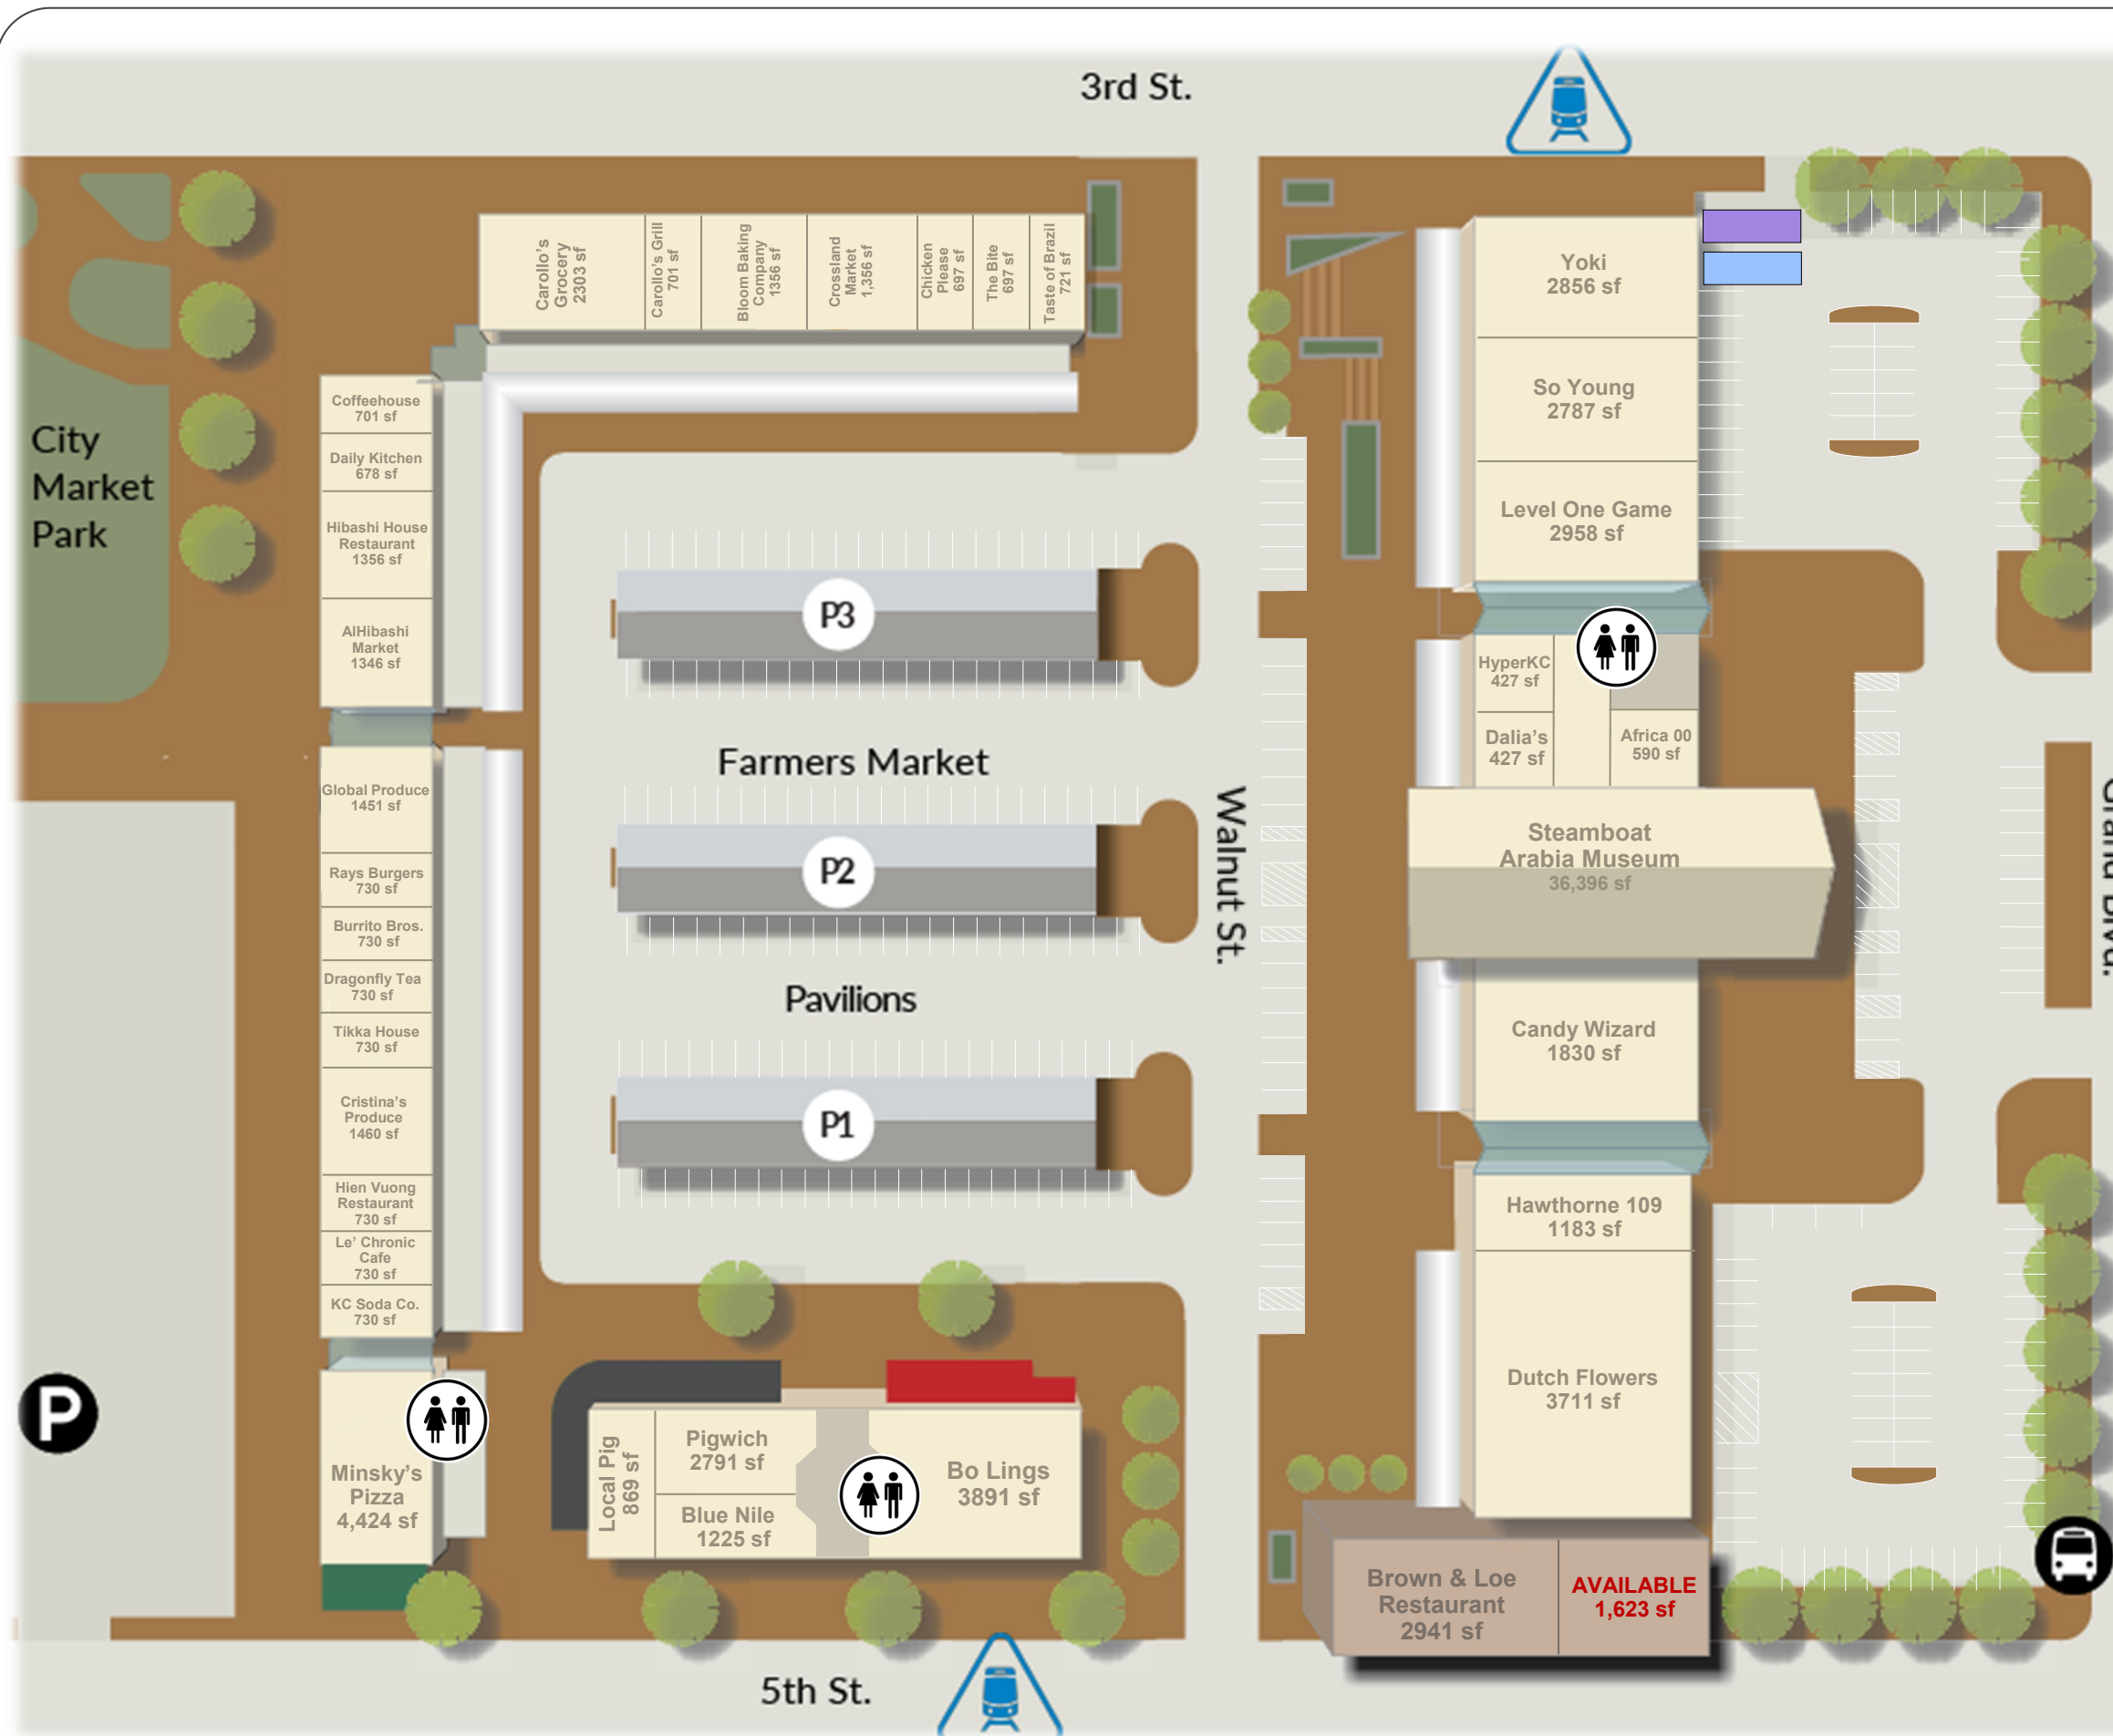 3rd St.
Carollo's
Grocery
2303 sf
Carollo's Grill
701 sf
Bloom Baking
Company
1356 sf
Crossland
Market
1,356 sf
Chicken
Please
697 sf
The Bite
697 sf
Taste of Brazil
721 sf
City
Market
Park
Coffeehouse
701 sf
Daily Kitchen
678 sf
Hibashi House
Restaurant
1356 sf
AlHibashi
Market
1346 sf
Global Produce
1451 sf
Rays Burgers
730 sf
Burrito Bros.
730 sf
Dragonfly Tea
730 sf
Tikka House
730 sf
Cristina's
Produce
1460 sf
Hien Vuong
Restaurant
730 sf
Le' Chronic
Cafe
730 sf
KC Soda Co.
730 sf
P
Minsky's
Pizza
4,424 sf
P3
Farmers Market
P2
Pavilions
P1
Local Pig
869 sf
Pigwich
2791 sf
Blue Nile
1225 sf
Bo Lings
3891 sf
5th St.
Walnut St.
Yoki
2856 sf
So Young
2787 sf
Level One Game
2958 sf
HyperKC
427 sf
Dalia's
427 sf
Africa 00
590 sf
Steamboat
Arabia Museum
36,396 sf
Candy Wizard
1830 sf
Hawthorne 109
1183 sf
Dutch Flowers
3711 sf
Brown & Loe
Restaurant
2941 sf
AVAILABLE
1,623 sf
Grand Blvd.